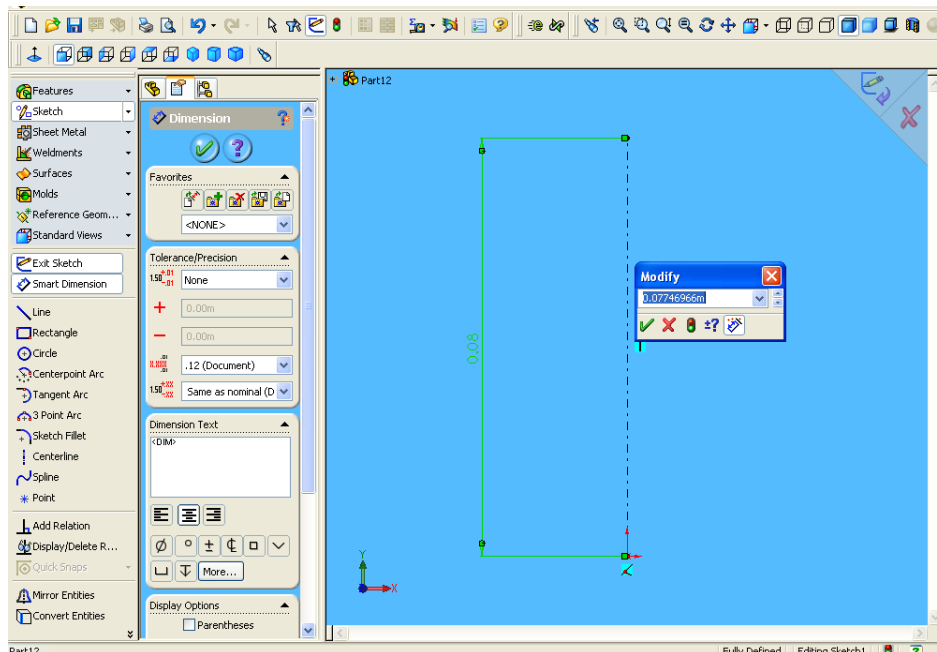 Features
Sketch
Sheet Metal
Weldments
Surfaces
Molds
Reference Geom...
Standard Views
Exit Sketch
Smart Dimension
Line
Rectangle
Circle
Centerpoint Arc
Tangent Arc
3 Point Arc
Sketch Fillet
Centerline
Spline
Point
Add Relation
Display/Delete R...
Quick Snaps
Mirror Entities
Convert Entities
Dimension
Favorites
<NONE>
Tolerance/Precision
None
0.00m
0.00m
.12 (Document)
Same as nominal (D
Dimension Text
<DIM>
More...
Display Options
Parentheses
Part12
0.08
Modify
0.07746966m
±?
Y
X
Part12
Fully Defined Editing Sketch1